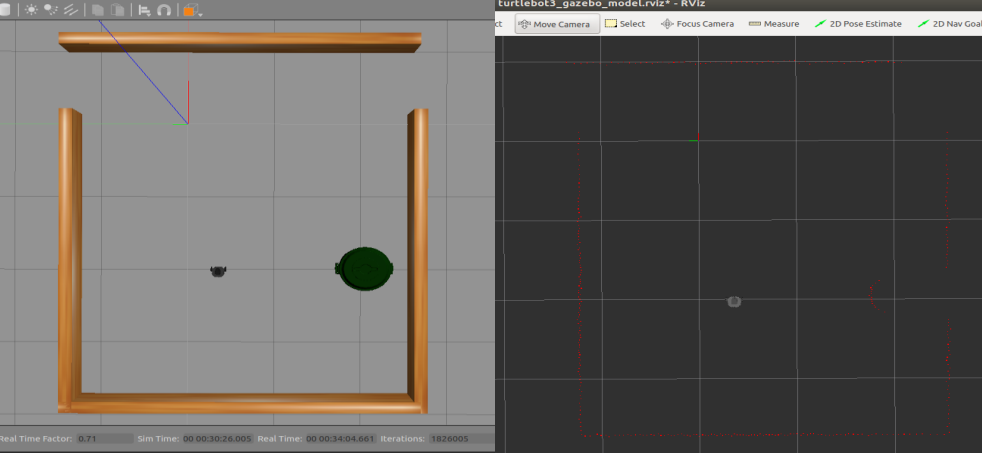 turtlebot3_gazebo_model.rviz* - RViz
ct Move Camera Select Focus Camera Measure 2D Pose Estimate 2D Nav Goal
Real Time Factor: 0.71 Sim Time: 00 00:30:26.005 Real Time: 00 00:34:04.661 Iterations: 1826005